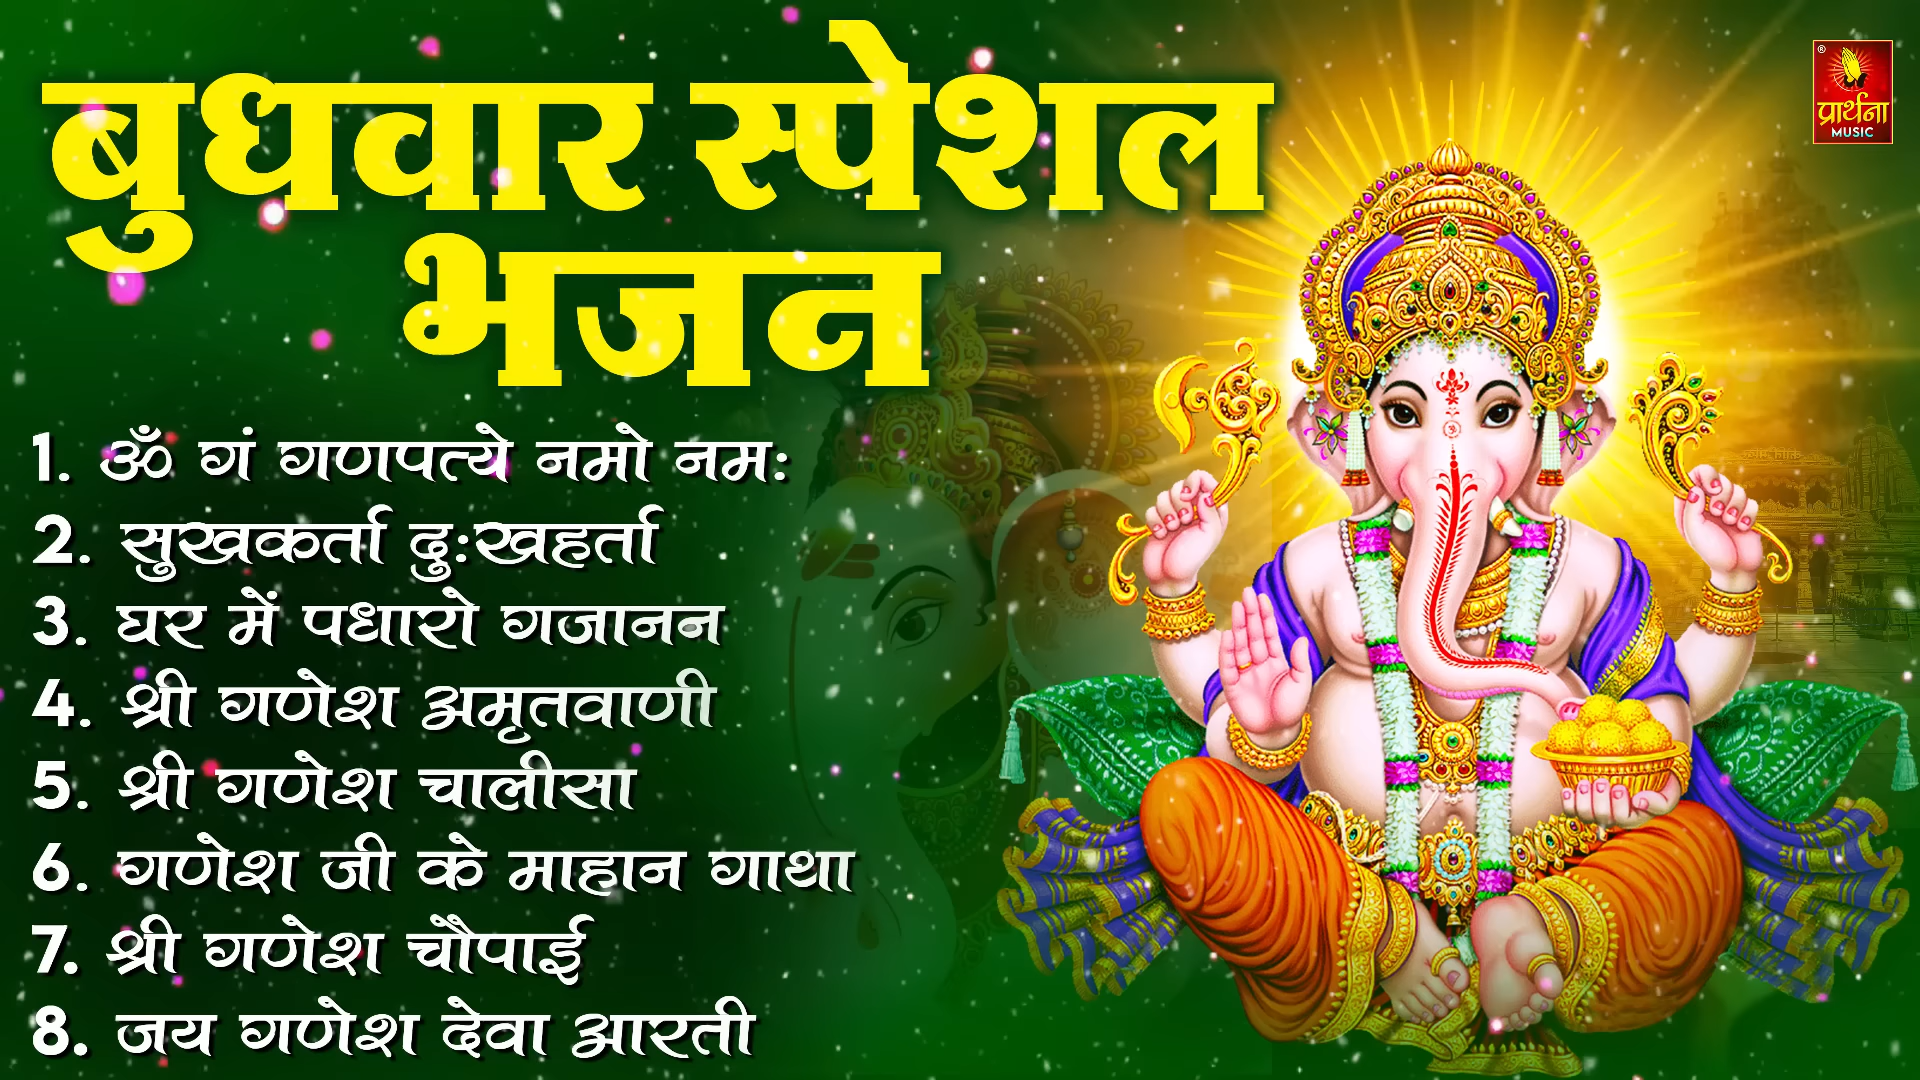 बुधवार स्पेशल
भजन
®
प्रार्थना
MUSIC
1. ॐ गं गणपत्ये नमो नमः
2. सुखकर्ता दुःखहर्ता
3. घर में पधारो गजानन
4. श्री गणेश अमृतवाणी
5. श्री गणेश चालीसा
6. गणेश जी के माहान गाथा
7. श्री गणेश चौपाई
8. जय गणेश देवा आरती